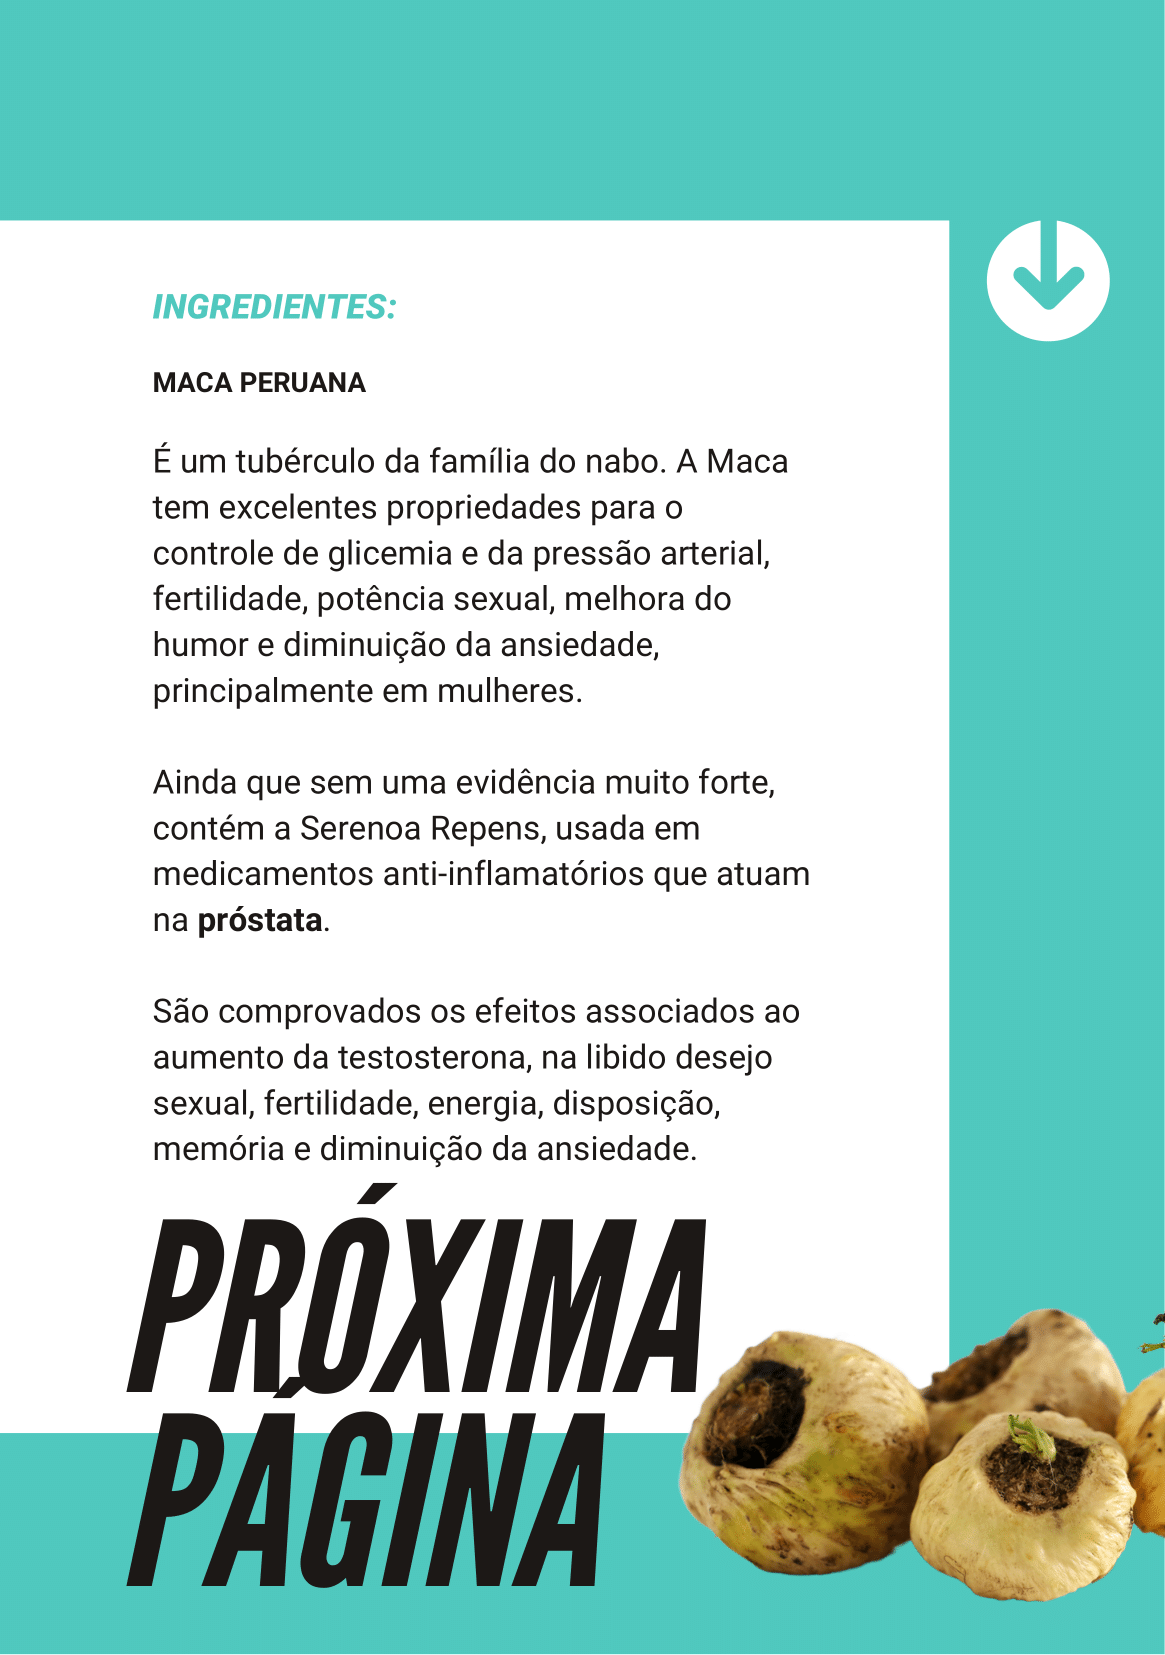 INGREDIENTES:
MACA PERUANA
É um tubérculo da família do nabo. A Maca
tem excelentes propriedades para o
controle de glicemia e da pressão arterial,
fertilidade, potência sexual, melhora do
humor e diminuição da ansiedade,
principalmente em mulheres.
Ainda que sem uma evidência muito forte,
contém a Serenoa Repens, usada em
medicamentos anti-inflamatórios que atuam
na próstata.
São comprovados os efeitos associados ao
aumento da testosterona, na libido desejo
sexual, fertilidade, energia, disposição,
memória e diminuição da ansiedade.
PRÓXIMA
PÁGINA